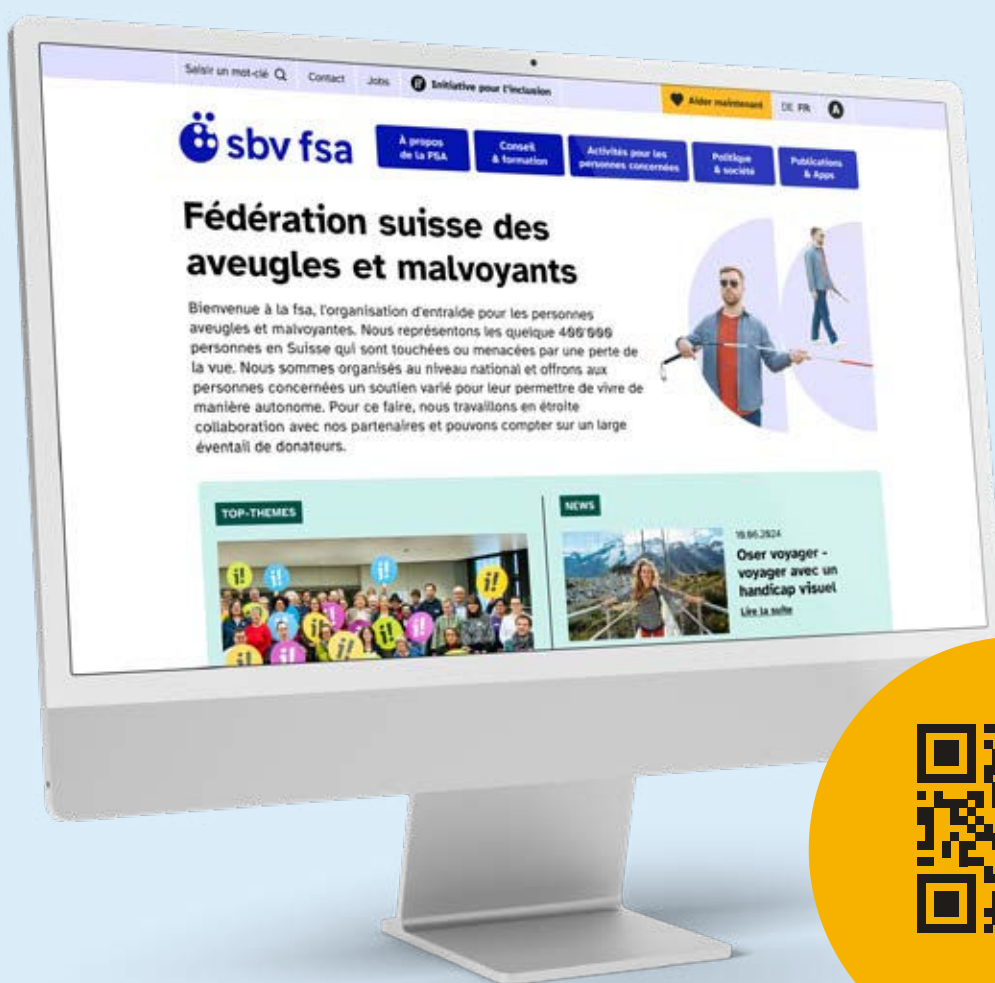 Saisir un mot-clé Contact Jobs i! Initiative pour l'inclusion Aider maintenant DE FR A
sbv fsa
À propos
de la FSA
Conseil
& formation
Activités pour les
personnes concernées
Politique
& société
Publications
& Apps
Fédération suisse des
aveugles et malvoyants
Bienvenue à la fsa, l'organisation d'entraide pour les personnes
aveugles et malvoyantes. Nous représentons les quelque 400'000
personnes en Suisse qui sont touchées ou menacées par une perte de
la vue. Nous sommes organisés au niveau national et offrons aux
personnes concernées un soutien varié pour leur permettre de vivre de
manière autonome. Pour ce faire, nous travaillons en étroite
collaboration avec nos partenaires et pouvons compter sur un large
éventail de donateurs.
TOP-THEMES
i!
i!
i!
i!
i!
i!
i!
i!
NEWS
10.06.2024
Oser voyager -
voyager avec un
handicap visuel
Lire la suite